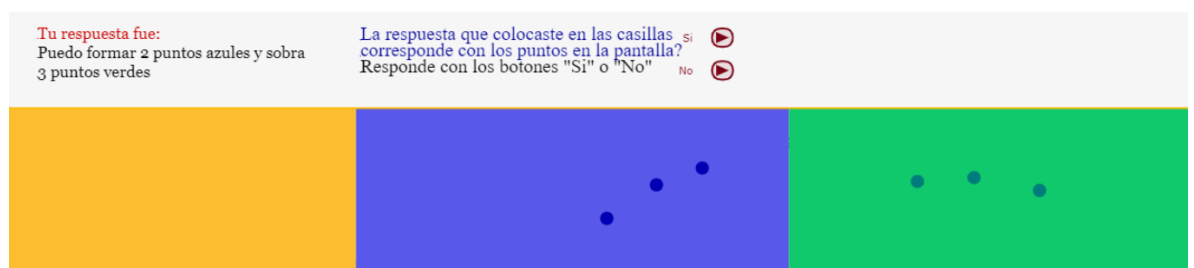 Tu respuesta fue:
Puedo formar 2 puntos azules y sobra
3 puntos verdes
La respuesta que colocaste en las casillas
corresponde con los puntos en la pantalla?
Responde con los botones "Si" o "No"
Si
No